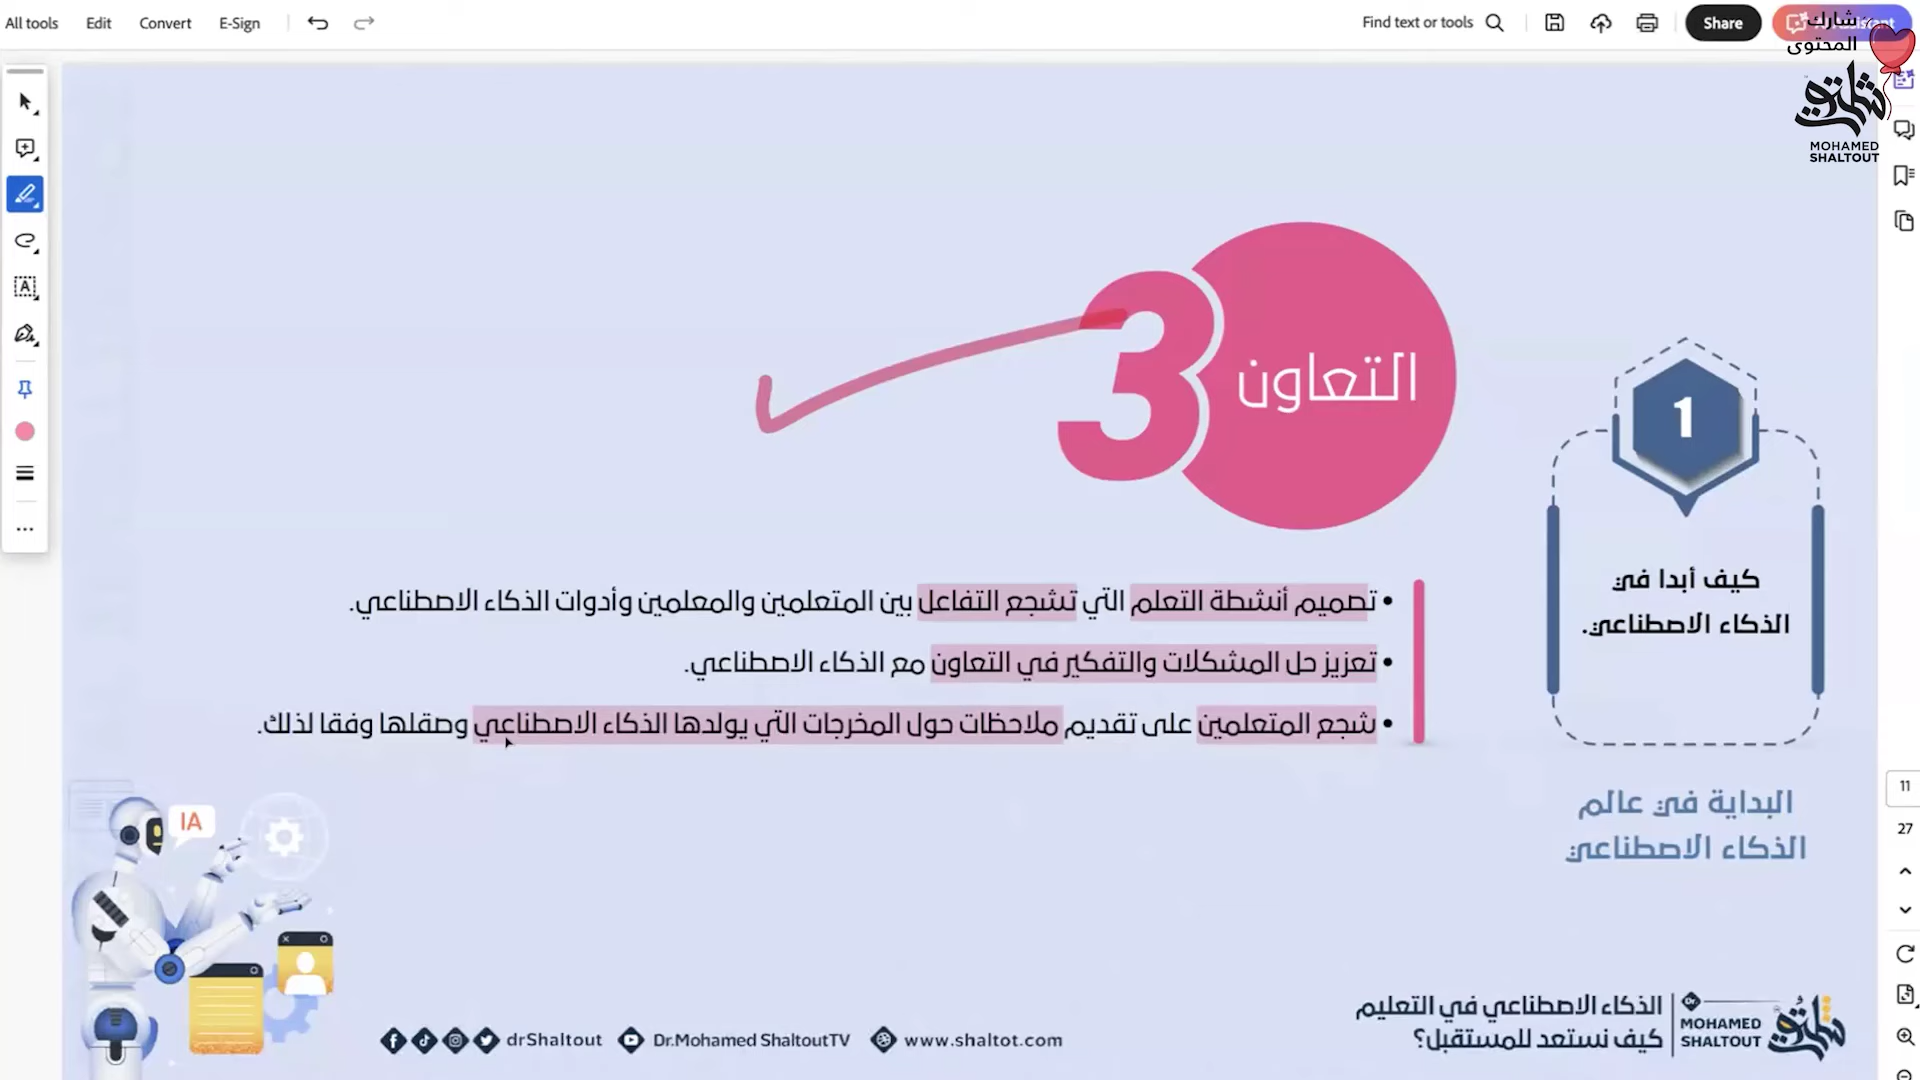 All tools
Edit
Convert
E-Sign
Find text or tools
Share
شارك
المحتوى
شلتوت
MOHAMED
SHALTOUT
3
التعاون
1
كيف أبدا في
الذكاء الاصطناعي.
البداية في عالم
الذكاء الاصطناعي
• تصميم أنشطة التعلم التي تشجع التفاعل بين المتعلمين والمعلمين وأدوات الذكاء الاصطناعي.
• تعزيز حل المشكلات والتفكير في التعاون مع الذكاء الاصطناعي.
• شجع المتعلمين على تقديم ملاحظات حول المخرجات التي يولدها الذكاء الاصطناعي وصقلها وفقا لذلك.
IA
11
27
drShaltout
Dr.Mohamed ShaltoutTV
www.shaltot.com
الذكاء الاصطناعي في التعليم
كيف نستعد للمستقبل؟
Dr
MOHAMED
SHALTOUT
شلتوت